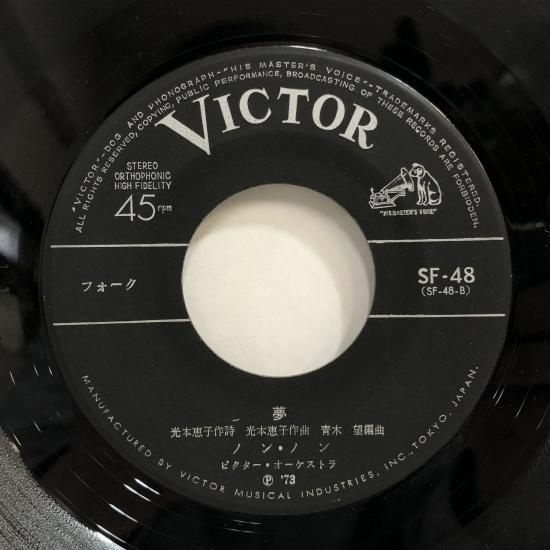 "VICTOR"-DOG AND PHONOGRAPH-"HIS MASTER'S VOICE"-TRADEMARKS REGISTERED.
ALL RIGHTS RESERVED, COPYING, PUBLIC PERFORMANCE, BROADCASTING OF THESE RECORDS ARE FORBIDDEN.
VICTOR
STEREO
ORTHOPHONIC
HIGH FIDELITY
45rpm
"HIS MASTER'S VOICE"
フォーク
SF-48
(SF-48-B)
夢
光本恵子作詩 光本恵子作曲 青木 望編曲
ノン・ノン
ビクター・オーケストラ
Ⓟ '73
MANUFACTURED BY VICTOR MUSICAL INDUSTRIES, INC., TOKYO, JAPAN.